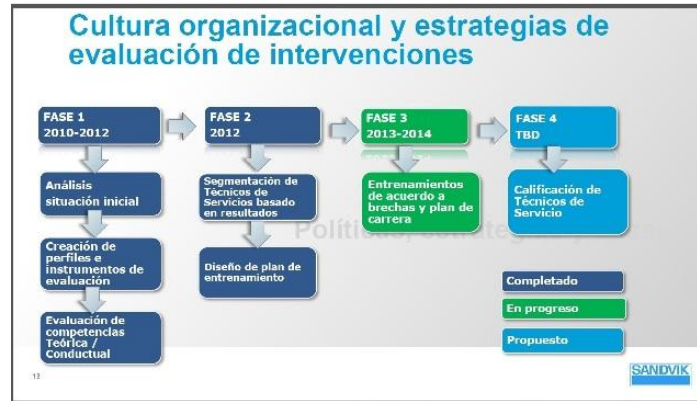 Cultura organizacional y estrategias de
evaluación de intervenciones
FASE 1
2010-2012
FASE 2
2012
FASE 3
2013-2014
FASE 4
TBD
Análisis
situación inicial
Segmentación de
Técnicos de
Servicios basado
en resultados
Entrenamientos
de acuerdo a
brechas y plan de
carrera
Calificación de
Técnicos de
Servicio
Creación de
perfiles e
instrumentos de
evaluación
Diseño de plan de
entrenamiento
Evaluación de
competencias
Teórica /
Conductual
Completado
En progreso
Propuesto
13
SANDVIK